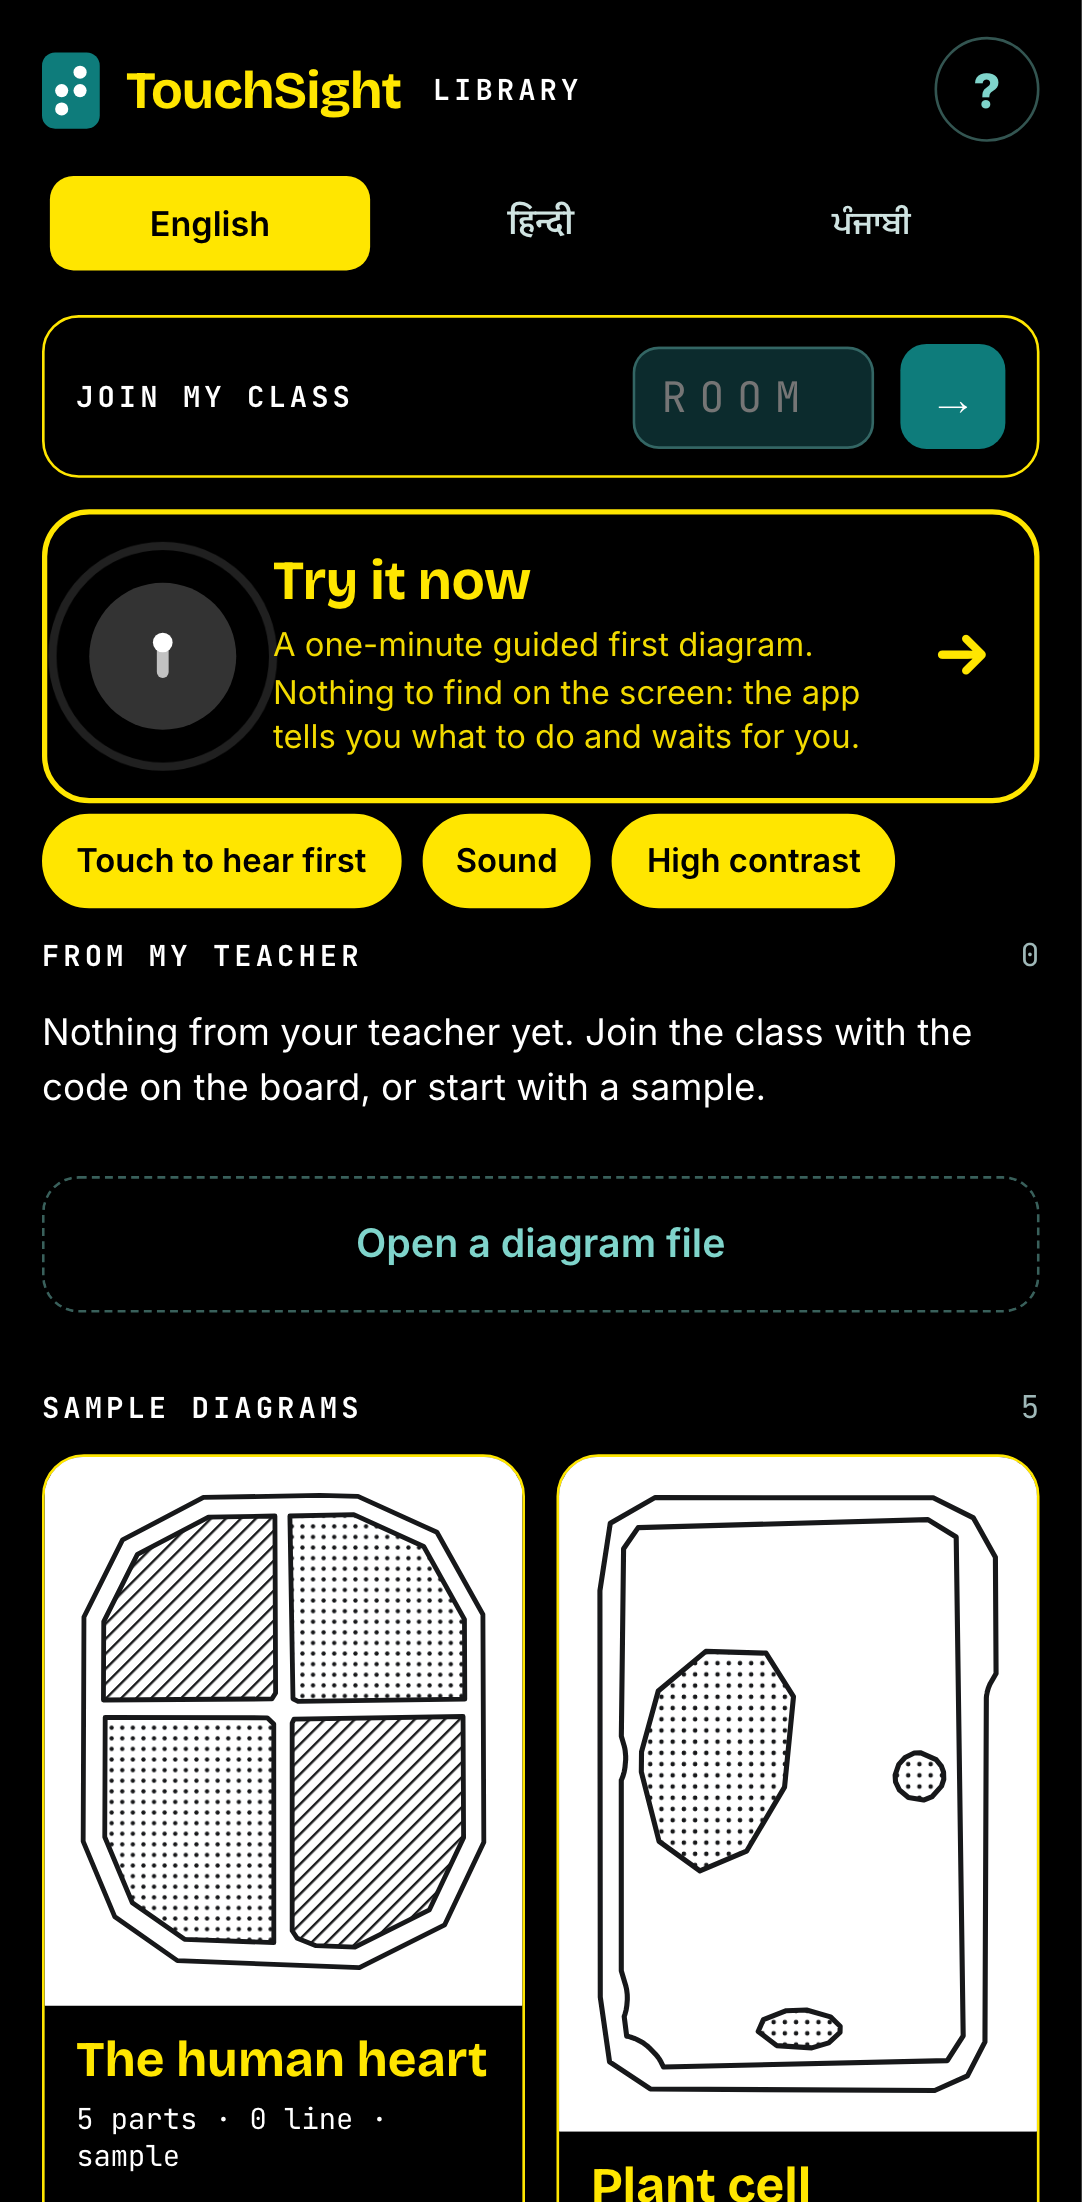 TouchSight LIBRARY ?
English हिन्दी ਪੰਜਾਬੀ
JOIN MY CLASS ROOM →
Try it now
A one-minute guided first diagram.
Nothing to find on the screen: the app
tells you what to do and waits for you.
Touch to hear first Sound High contrast
FROM MY TEACHER 0
Nothing from your teacher yet. Join the class with the
code on the board, or start with a sample.
Open a diagram file
SAMPLE DIAGRAMS 5
The human heart
5 parts · 0 line ·
sample
Plant cell